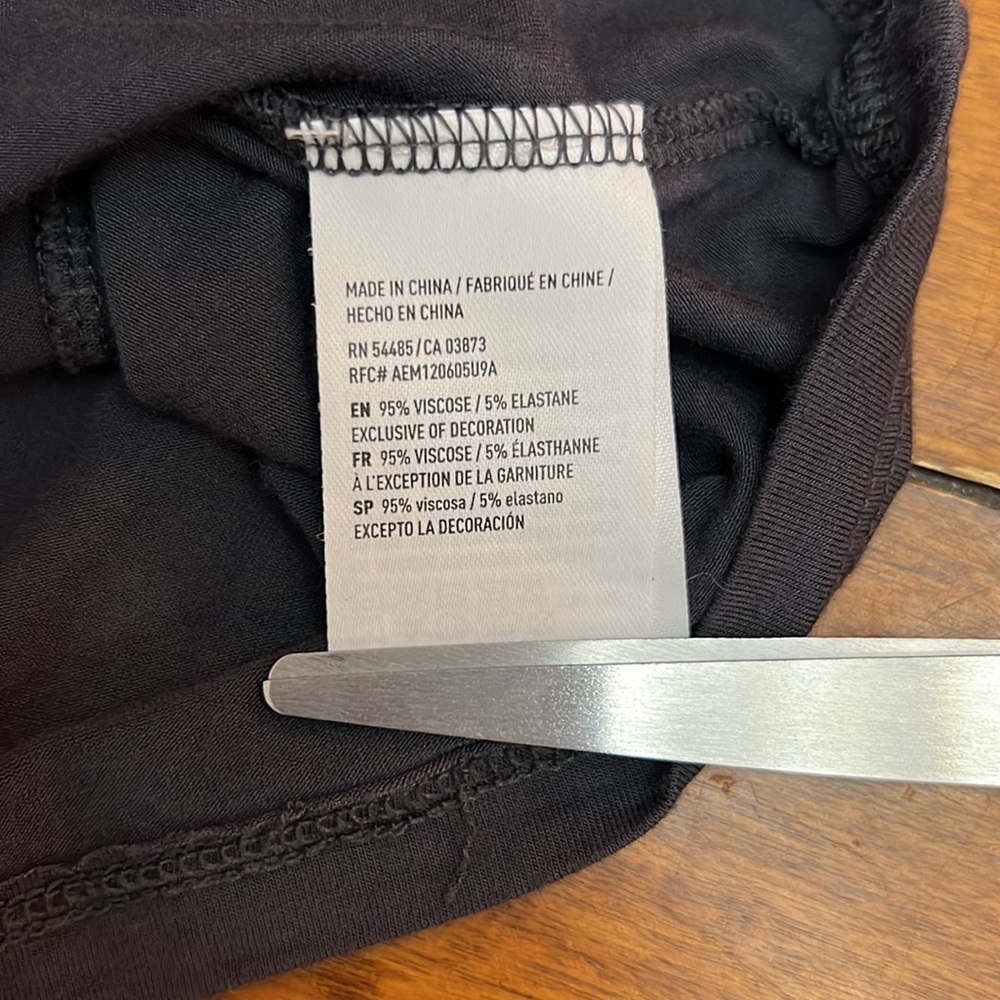 MADE IN CHINA / FABRIQUÉ EN CHINE /
HECHO EN CHINA
RN 54485 / CA 03873
RFC# AEM120605U9A
EN 95% VISCOSE / 5% ELASTANE
EXCLUSIVE OF DECORATION
FR 95% VISCOSE / 5% ÉLASTHANNE
À L'EXCEPTION DE LA GARNITURE
SP 95% viscosa / 5% elastano
EXCEPTO LA DECORACIÓN